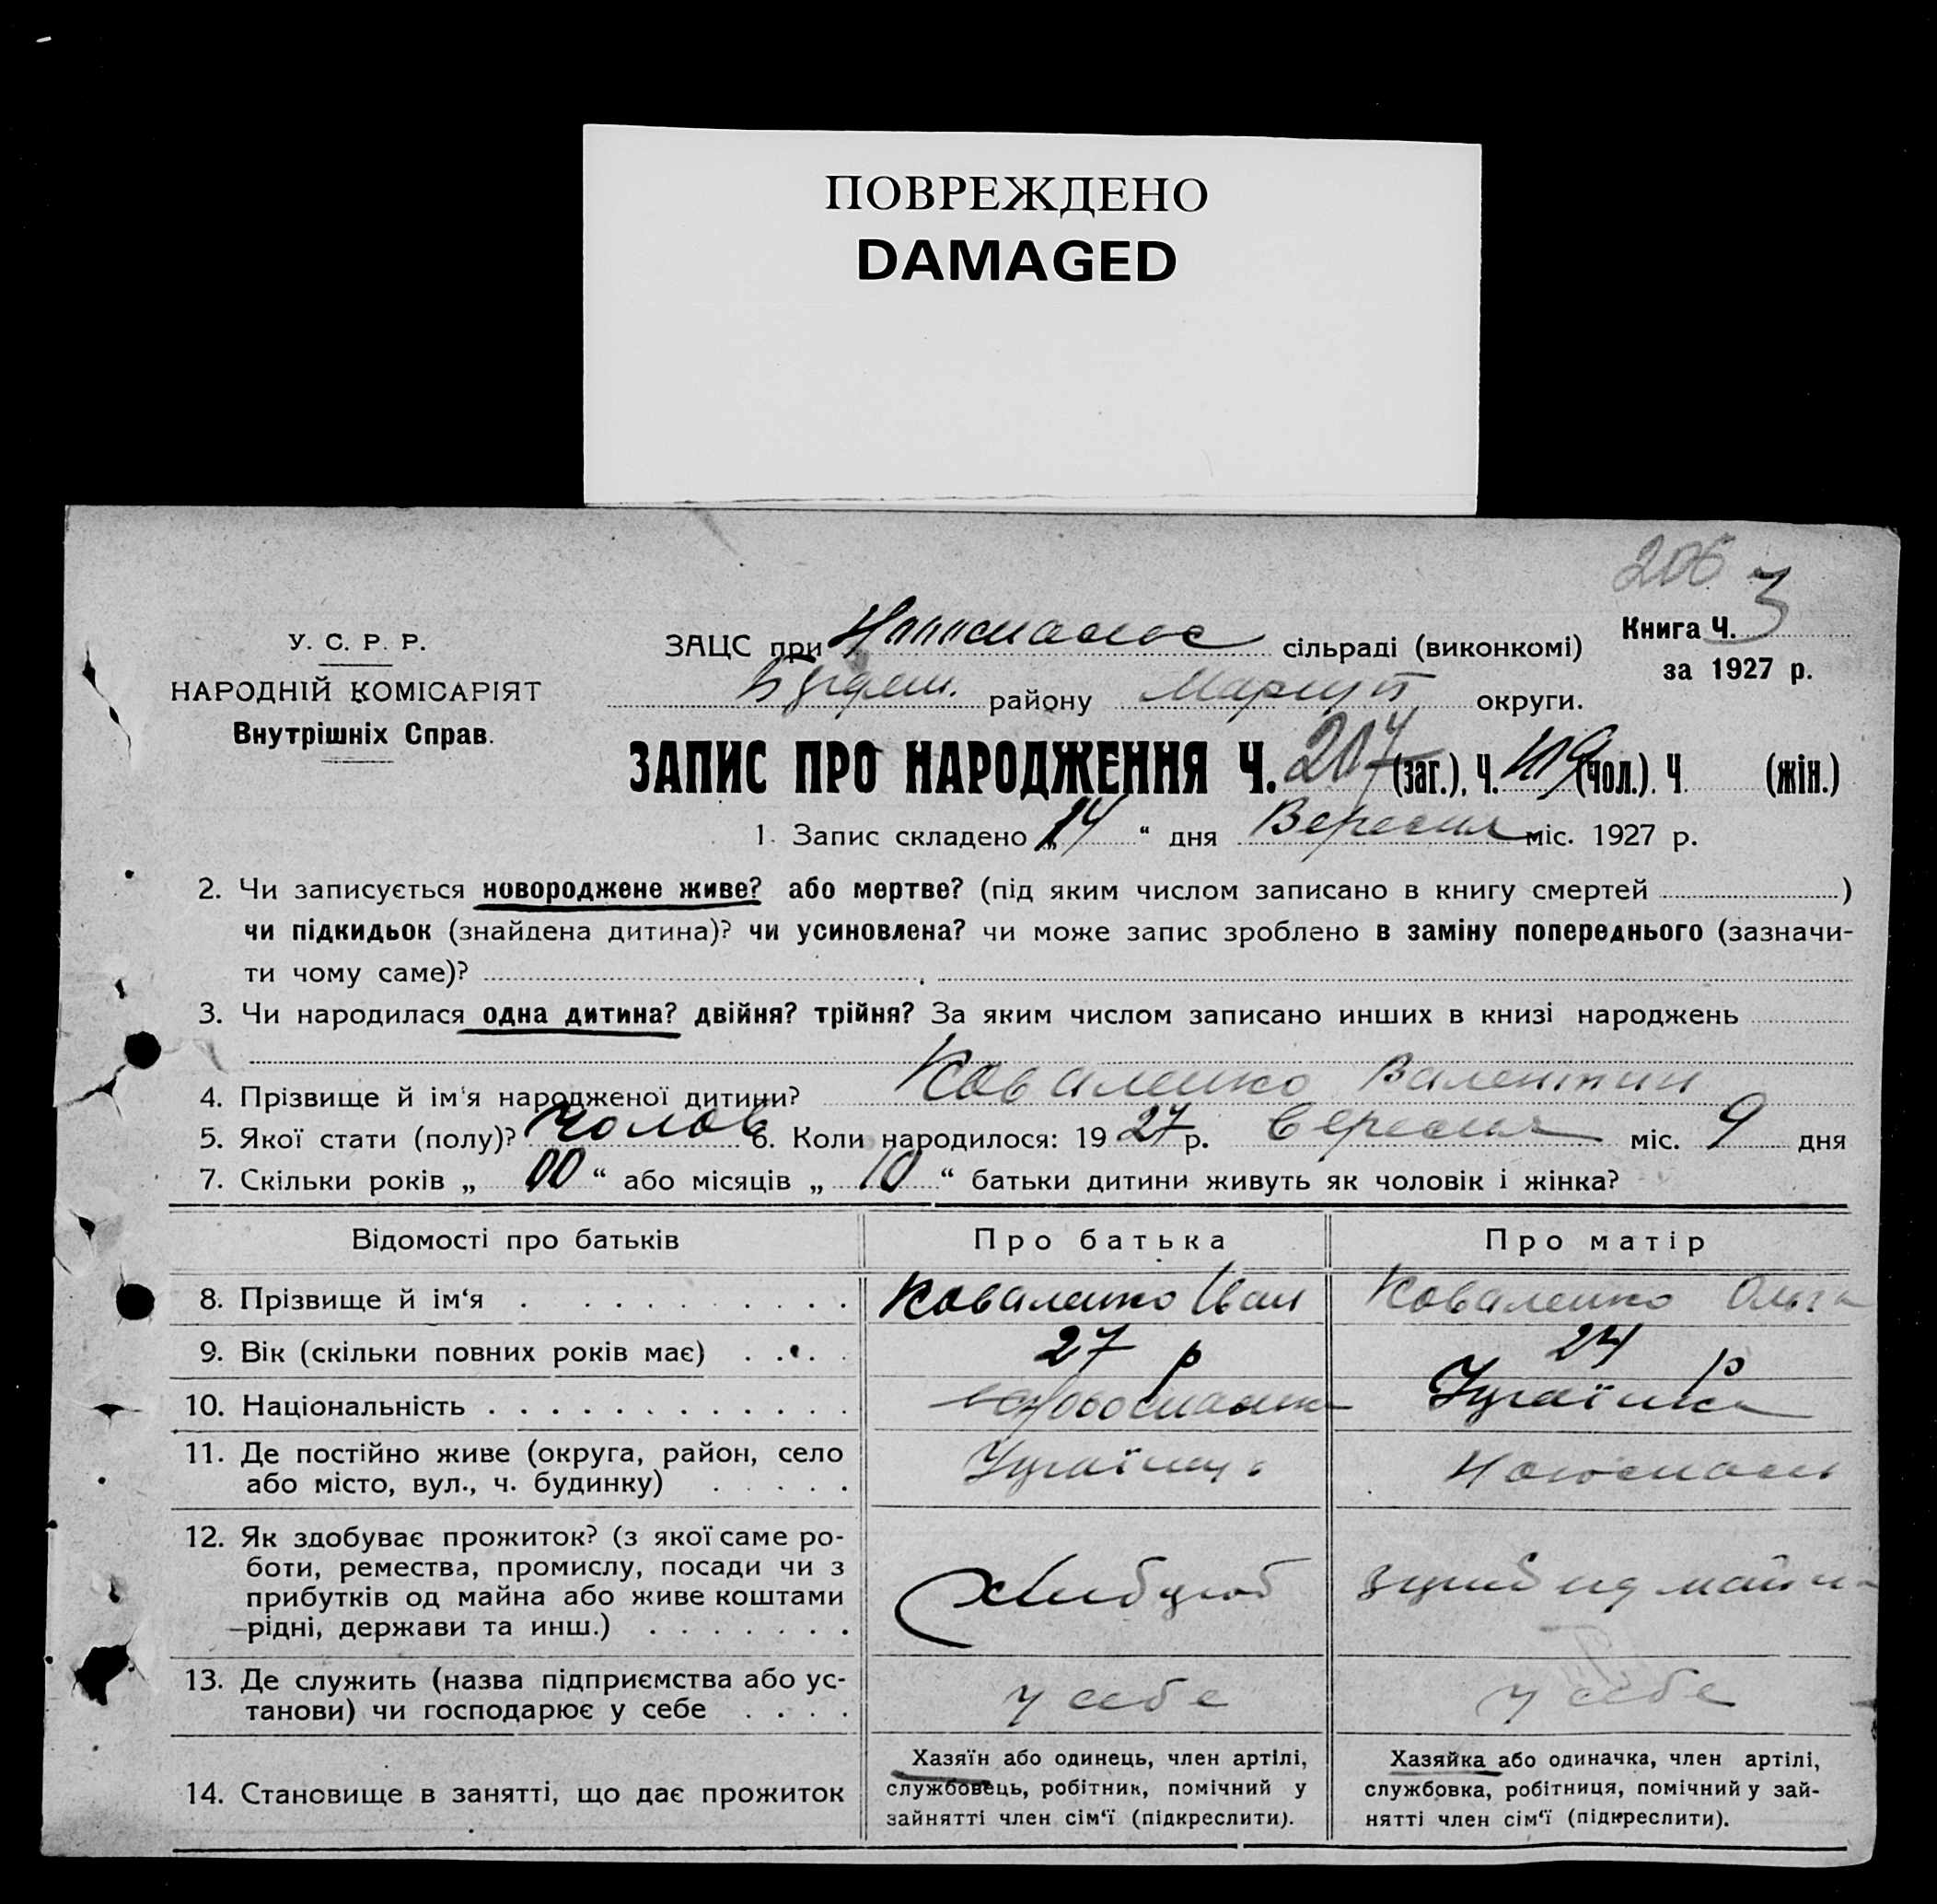 ПОВРЕЖДЕНО
DAMAGED
206
У. С. Р. Р.
НАРОДНІЙ КОМІСАРІЯТ
Внутрішніх Справ.
Книга Ч. 3
за 1927 р.
ЗАЦС при сільраді (виконкомі)
району Маріуп округи.
ЗАПИС ПРО НАРОДЖЕННЯ Ч. 207 (заг.), Ч. 119 (чол.). Ч (жін.)
1. Запис складено „14“ дня Вересня міс. 1927 р.
2. Чи записується новороджене живе? або мертве? (під яким числом записано в книгу смертей )
чи підкидьок (знайдена дитина)? чи усиновлена? чи може запис зроблено в заміну попереднього (зазначи-
ти чому саме)?
3. Чи народилася одна дитина? двійня? трійня? За яким числом записано инших в книзі народжень
4. Прізвище й ім'я народженої дитини? Коваленко Валентин
5. Якої стати (полу)? чолов 6. Коли народилося: 1927 р. Вересня міс. 9 дня
7. Скільки років „ 00 “ або місяців „ 10 “ батьки дитини живуть як чоловік і жінка?
Відомості про батьків Про батька Про матір
8. Прізвище й ім'я Коваленко Іван Коваленко Ольга
9. Вік (скільки повних років має) 27 р 24 р
10. Національність Українка
11. Де постійно живе (округа, район, село
або місто, вул., ч. будинку)
12. Як здобуває прожиток? (з якої саме ро-
боти, ремества, промислу, посади чи з
прибутків од майна або живе коштами
рідні, держави та инш.)
13. Де служить (назва підприємства або ус-
танови) чи господарює у себе у себе у себе
14. Становище в занятті, що дає прожиток
Хазяїн або одинець, член артілі,
службовець, робітник, помічний у
зайнятті член сім'ї (підкреслити).
Хазяйка або одиначка, член артілі,
службовка, робітниця, помічний у зай-
нятті член сім'ї (підкреслити).